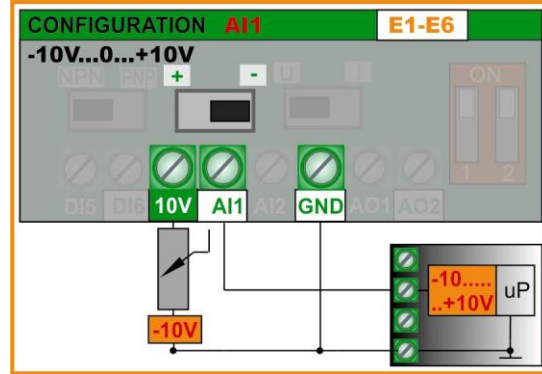 CONFIGURATION AI1 E1-E6
-10V...0...+10V
NPN PNP + - U I ON
1 2
DI5 DI6 10V AI1 AI2 GND AO1 AO2
-10.....
..+10V
uP
-10V